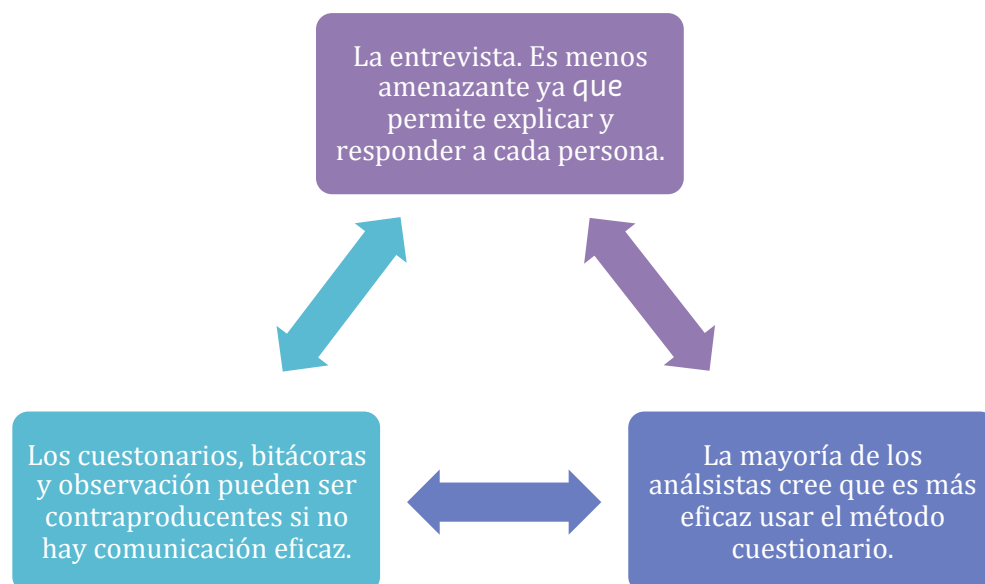 La entrevista. Es menos
amenazante ya que
permite explicar y
responder a cada persona.
Los cuestonarios, bitácoras
y observación pueden ser
contraproducentes si no
hay comunicación eficaz.
La mayoría de los
análsistas cree que es más
eficaz usar el método
cuestionario.